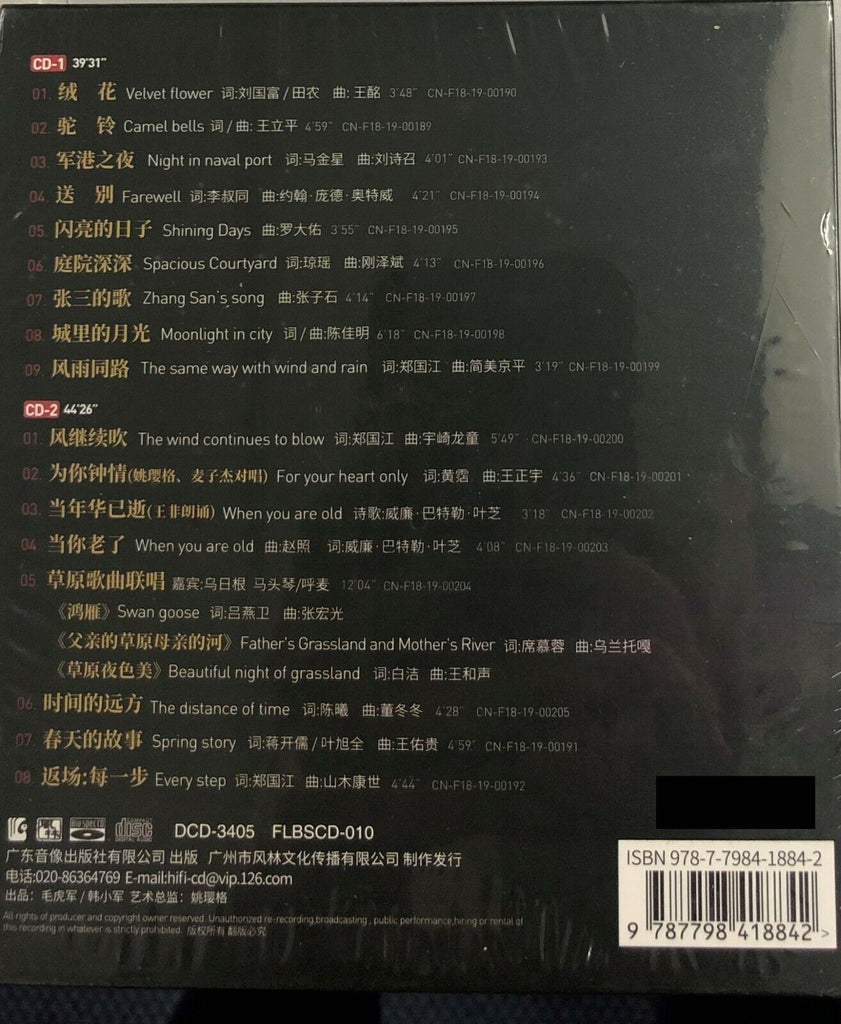 CD-1 39'31"
01. 绒 花 Velvet flower 词:刘国富 / 田农 曲: 王酩 3'48" CN-F18-19-00190
02. 驼 铃 Camel bells 词 / 曲: 王立平 4'59" CN-F18-19-00189
03. 军港之夜 Night in naval port 词:马金星 曲:刘诗召 4'01" CN-F18-19-00193
04. 送 别 Farewell 词:李叔同 曲:约翰·庞德·奥特威 4'21" CN-F18-19-00194
05. 闪亮的日子 Shining Days 曲:罗大佑 3'55" CN-F18-19-00195
06. 庭院深深 Spacious Courtyard 词:琼瑶 曲:刚泽斌 4'13" CN-F18-19-00196
07. 张三的歌 Zhang San's song 曲:张子石 4'14" CN-F18-19-00197
08. 城里的月光 Moonlight in city 词 / 曲:陈佳明 6'18" CN-F18-19-00198
09. 风雨同路 The same way with wind and rain 词:郑国江 曲:筒美京平 3'19" CN-F18-19-00199
CD-2 44'26"
01. 风继续吹 The wind continues to blow 词:郑国江 曲:宇崎龙童 5'49" CN-F18-19-00200
02. 为你钟情(姚璎格、麦子杰对唱) For your heart only 词:黄霑 曲:王正宇 4'36" CN-F18-19-00201
03. 当年华已逝(王非朗诵) When you are old 诗歌:威廉·巴特勒·叶芝 3'18" CN-F18-19-00202
04. 当你老了 When you are old 曲:赵照 词:威廉·巴特勒·叶芝 4'08" CN-F18-19-00203
05. 草原歌曲联唱 嘉宾:乌日根 马头琴/呼麦 12'04" CN-F18-19-00204
《鸿雁》Swan goose 词:吕燕卫 曲:张宏光
《父亲的草原母亲的河》Father's Grassland and Mother's River 词:席慕蓉 曲:乌兰托嘎
《草原夜色美》Beautiful night of grassland 词:白洁 曲:王和声
06. 时间的远方 The distance of time 词:陈曦 曲:董冬冬 4'28" CN-F18-19-00205
07. 春天的故事 Spring story 词:蒋开儒 / 叶旭全 曲:王佑贵 4'59" CN-F18-19-00191
08. 返场:每一步 Every step 词:郑国江 曲:山木康世 4'44" CN-F18-19-00192
Blu-specCD COMPACT disc DIGITAL AUDIO DCD-3405 FLBSCD-010
广东音像出版社有限公司 出版 广州市风林文化传播有限公司 制作发行
电话:020-86364769 E-mail:hifi-cd@vip.126.com
出品：毛虎军 / 韩小军 艺术总监：姚璎格
All rights of producer and copyright owner reserved. Unauthorized re-recording,broadcasting , public performance,hiring or rental of
this recording in whatever is strictly prohibited. 版权所有 翻版必究
ISBN 978-7-7984-1884-2
9 787798 418842 >